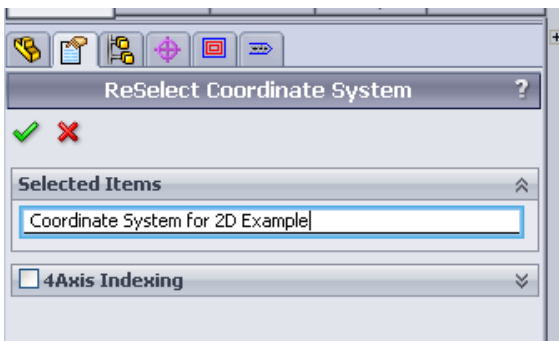 ReSelect Coordinate System ?
Selected Items
Coordinate System for 2D Example
4Axis Indexing